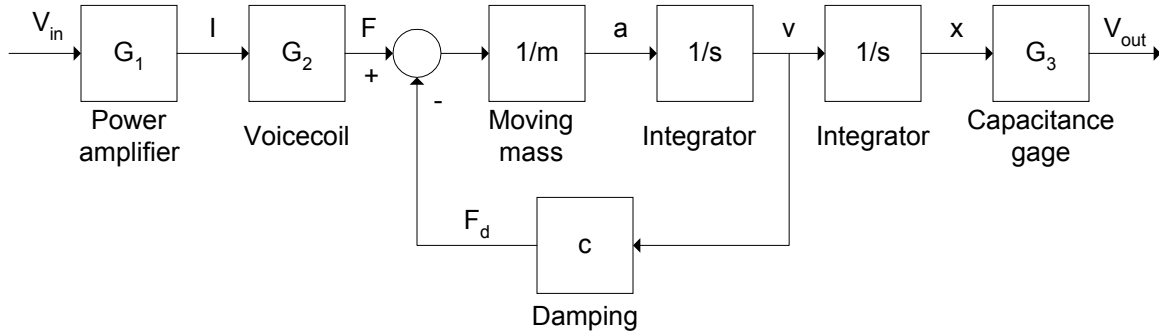 V_in
I
F
a
v
x
V_out
G_1
G_2
1/m
1/s
1/s
G_3
+
-
Power
amplifier
Voicecoil
Moving
mass
Integrator
Integrator
Capacitance
gage
F_d
c
Damping